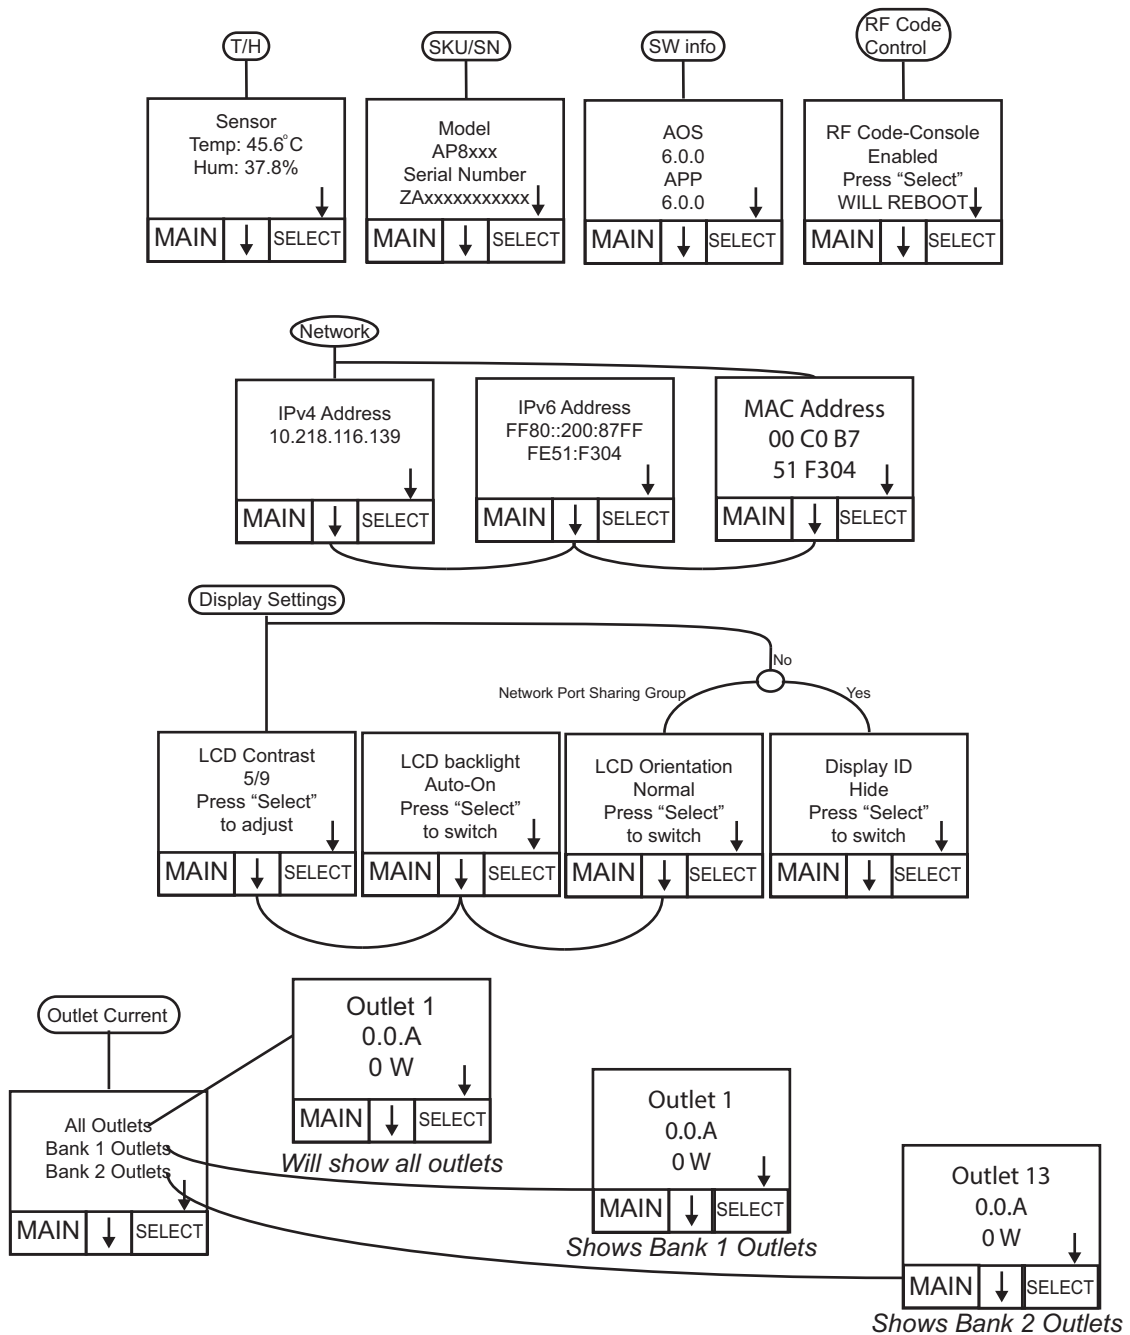 T/H
Sensor
Temp: 45.6°C
Hum: 37.8%
MAIN
SELECT
SKU/SN
Model
AP8xxx
Serial Number
ZAxxxxxxxxxxx
MAIN
SELECT
SW info
AOS
6.0.0
APP
6.0.0
MAIN
SELECT
RF Code
Control
RF Code-Console
Enabled
Press “Select”
WILL REBOOT
MAIN
SELECT
Network
IPv4 Address
10.218.116.139
MAIN
SELECT
IPv6 Address
FF80::200:87FF
FE51:F304
MAIN
SELECT
MAC Address
00 C0 B7
51 F304
MAIN
SELECT
Display Settings
No
Network Port Sharing Group
Yes
LCD Contrast
5/9
Press “Select”
to adjust
MAIN
SELECT
LCD backlight
Auto-On
Press “Select”
to switch
MAIN
SELECT
LCD Orientation
Normal
Press “Select”
to switch
MAIN
SELECT
Display ID
Hide
Press “Select”
to switch
MAIN
SELECT
Outlet Current
All Outlets
Bank 1 Outlets
Bank 2 Outlets
MAIN
SELECT
Outlet 1
0.0.A
0 W
MAIN
SELECT
Will show all outlets
Outlet 1
0.0.A
0 W
MAIN
SELECT
Shows Bank 1 Outlets
Outlet 13
0.0.A
0 W
MAIN
SELECT
Shows Bank 2 Outlets